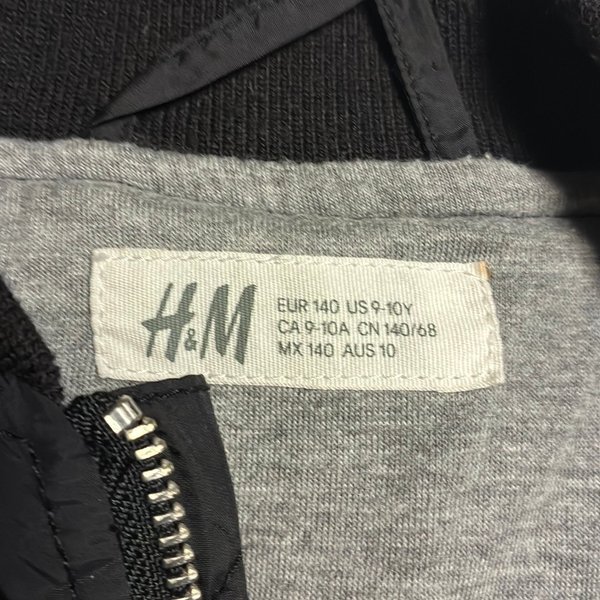 H&M
EUR 140 US 9-10Y
CA 9-10A CN 140/68
MX 140 AUS 10